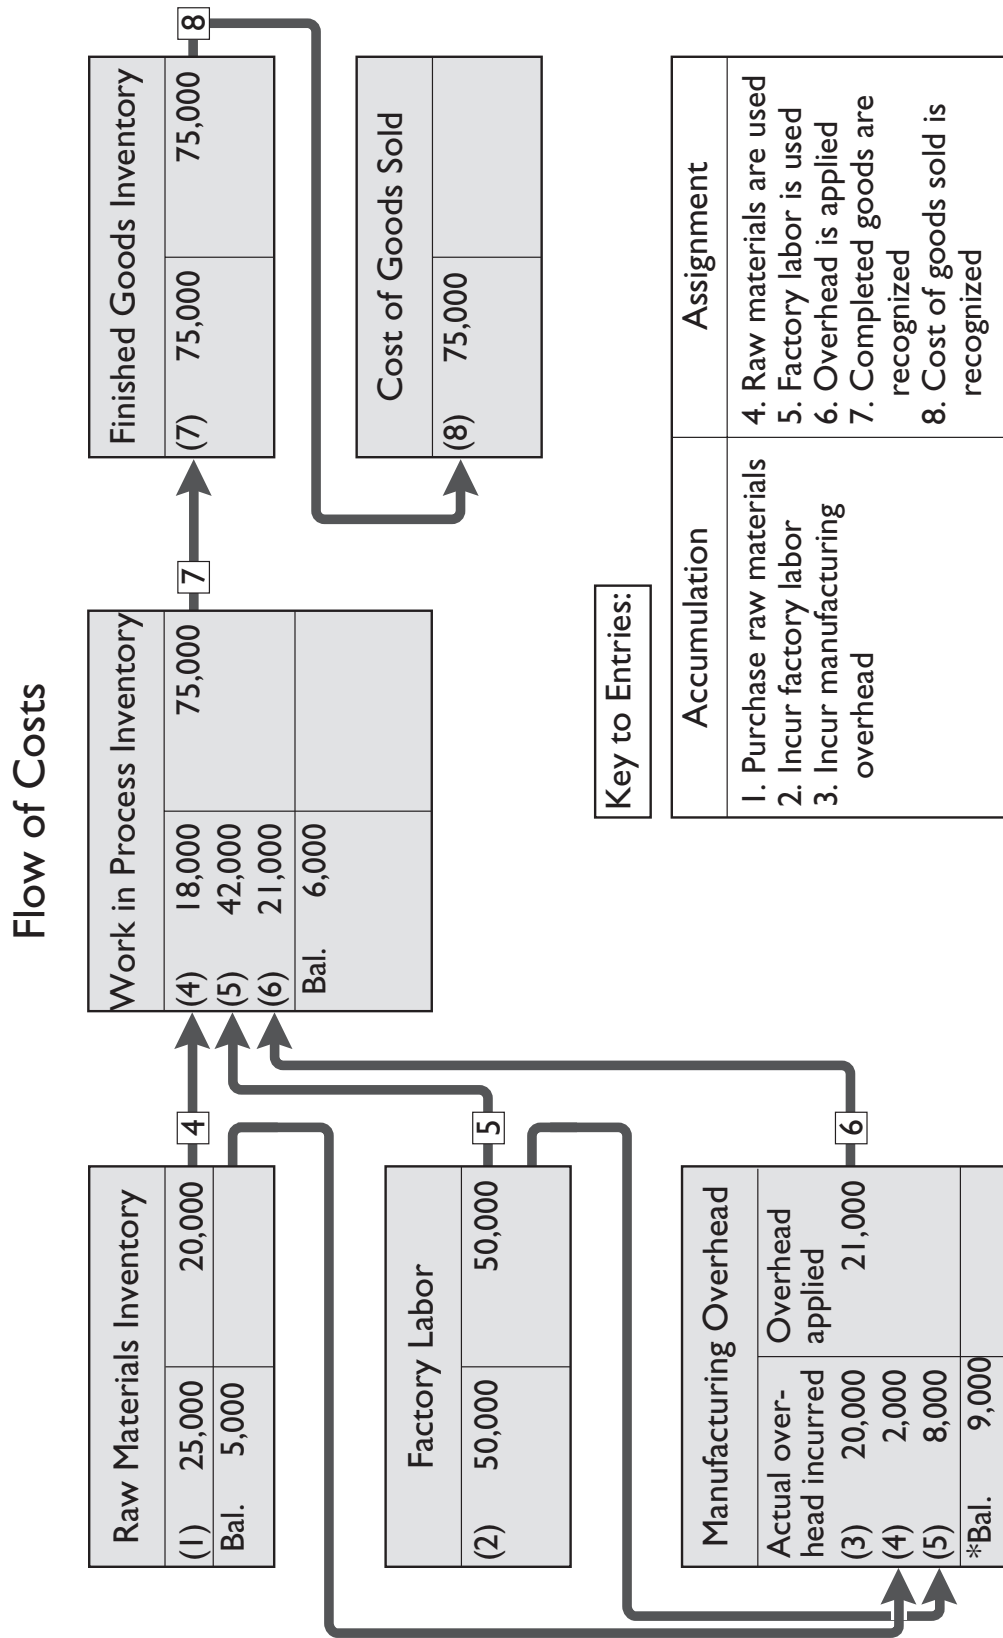 Flow of Costs
Raw Materials Inventory
(1) 25,000 20,000
Bal. 5,000
4
Factory Labor
(2) 50,000 50,000
5
Manufacturing Overhead
Actual over- Overhead
head incurred applied
(3) 20,000 21,000
(4) 2,000
(5) 8,000
*Bal. 9,000
6
Work in Process Inventory
(4) 18,000 75,000
(5) 42,000
(6) 21,000
Bal. 6,000
7
Finished Goods Inventory
(7) 75,000 75,000
8
Cost of Goods Sold
(8) 75,000
Key to Entries:
Accumulation
1. Purchase raw materials
2. Incur factory labor
3. Incur manufacturing
overhead
Assignment
4. Raw materials are used
5. Factory labor is used
6. Overhead is applied
7. Completed goods are
recognized
8. Cost of goods sold is
recognized